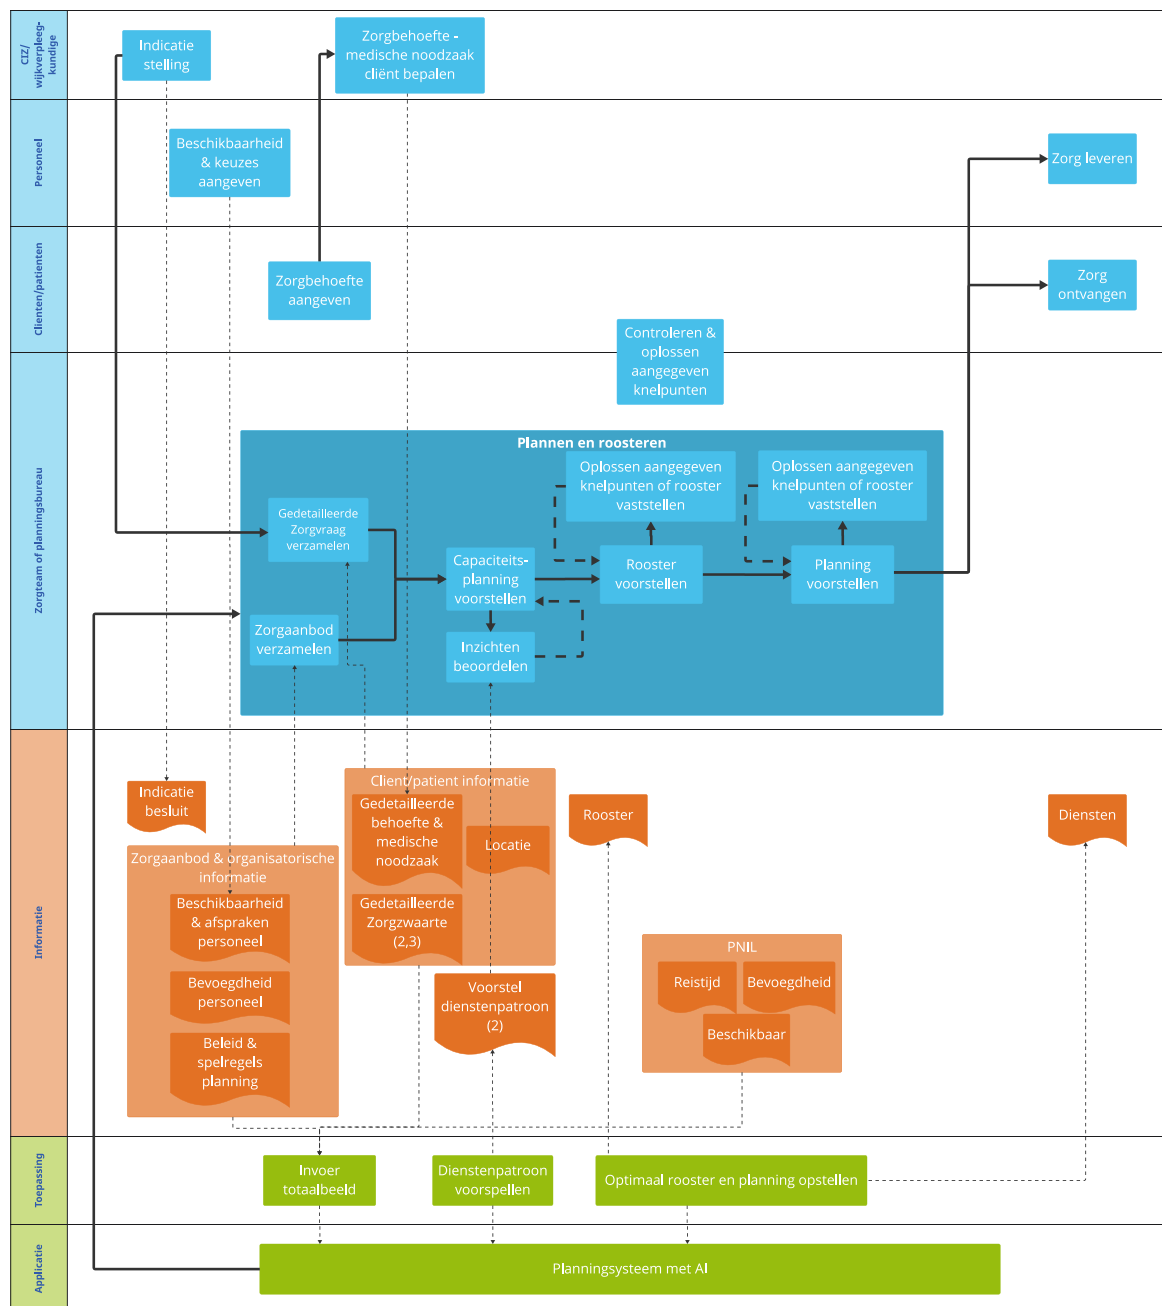 CIZ/
wijkverpleeg-
kundige
Indicatie
stelling
Zorgbehoefte -
medische noodzaak
cliënt bepalen
Personeel
Beschikbaarheid
& keuzes
aangeven
Zorg leveren
Clienten/patienten
Zorgbehoefte
aangeven
Zorg
ontvangen
Controleren &
oplossen
aangegeven
knelpunten
Zorgteam of planningsbureau
Plannen en roosteren
Oplossen aangegeven
knelpunten of rooster
vaststellen
Oplossen aangegeven
knelpunten of rooster
vaststellen
Gedetailleerde
Zorgvraag
verzamelen
Capaciteits-
planning
voorstellen
Rooster
voorstellen
Planning
voorstellen
Zorgaanbod
verzamelen
Inzichten
beoordelen
Informatie
Indicatie
besluit
Client/patient informatie
Gedetailleerde
behoefte &
medische
noodzaak
Locatie
Gedetailleerde
Zorgzwaarte
(2,3)
Rooster
Diensten
Zorgaanbod & organisatorische
informatie
Beschikbaarheid
& afspraken
personeel
Bevoegdheid
personeel
Beleid &
spelregels
planning
Voorstel
dienstenpatroon
(2)
PNIL
Reistijd
Bevoegdheid
Beschikbaar
Toepassing
Invoer
totaalbeeld
Dienstenpatroon
voorspellen
Optimaal rooster en planning opstellen
Applicatie
Planningsysteem met AI